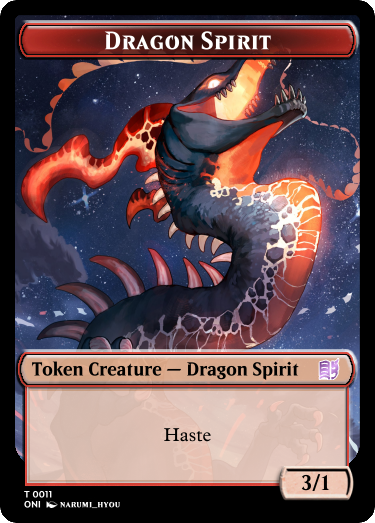 Dragon Spirit
Token Creature — Dragon Spirit
Haste
3/1
T 0011
ONI NARUMI_HYOU